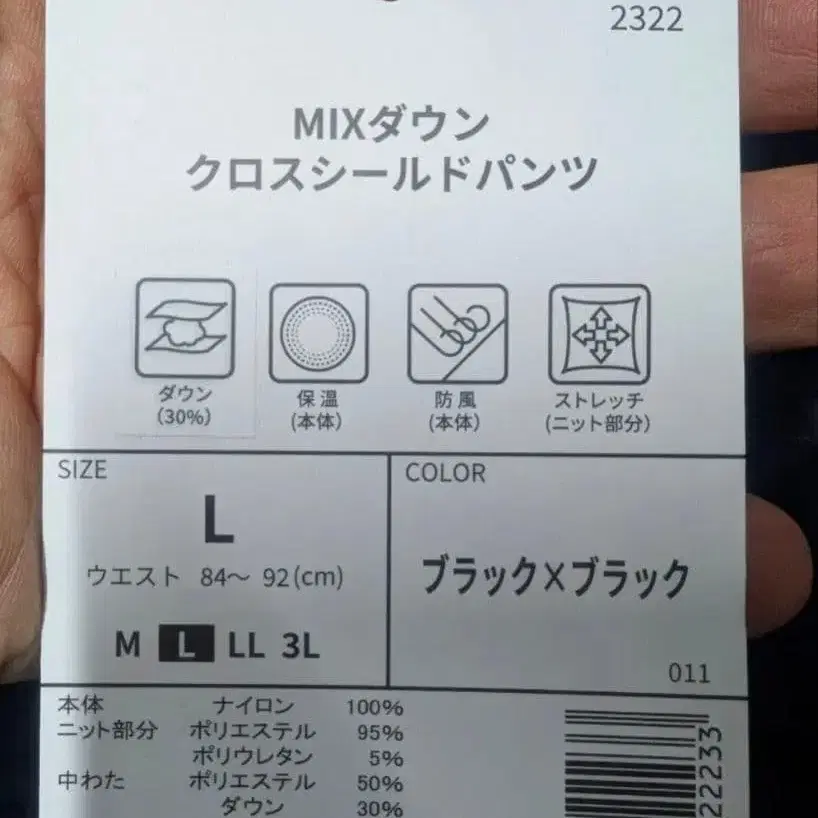 2322
MIXダウン
クロスシールドパンツ
ダウン
(30%)
保温
(本体)
防風
(本体)
ストレッチ
(ニット部分)
SIZE
L
ウエスト 84〜 92(cm)
M L LL 3L
COLOR
ブラック×ブラック
011
本体 ナイロン 100%
ニット部分 ポリエステル 95%
ポリウレタン 5%
中わた ポリエステル 50%
ダウン 30%
22233